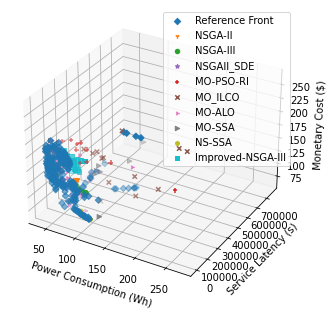 Reference Front
NSGA-II
NSGA-III
NSGAII_SDE
MO-PSO-RI
MO_ILCO
MO-ALO
MO-SSA
NS-SSA
Improved-NSGA-III
250
225
200
175
150
125
100
75
Monetary Cost ($)
700000
600000
500000
400000
300000
200000
100000
0
Service Latency (s)
50
100
150
200
250
Power Consumption (Wh)